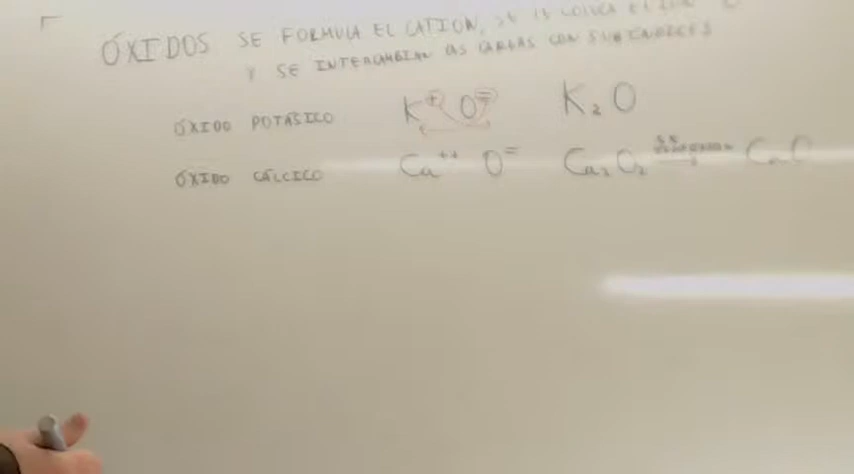 ÓXIDOS SE FORMULA EL CATION, SE LE COLOCA EL
Y SE INTERCAMBIAN LAS CARGAS CON SUBINDICES
ÓXIDO POTÁSICO K⁺ O⁼ K₂O
ÓXIDO CÁLCICO Ca⁺⁺ O⁼ Ca₂O₂ → CaO